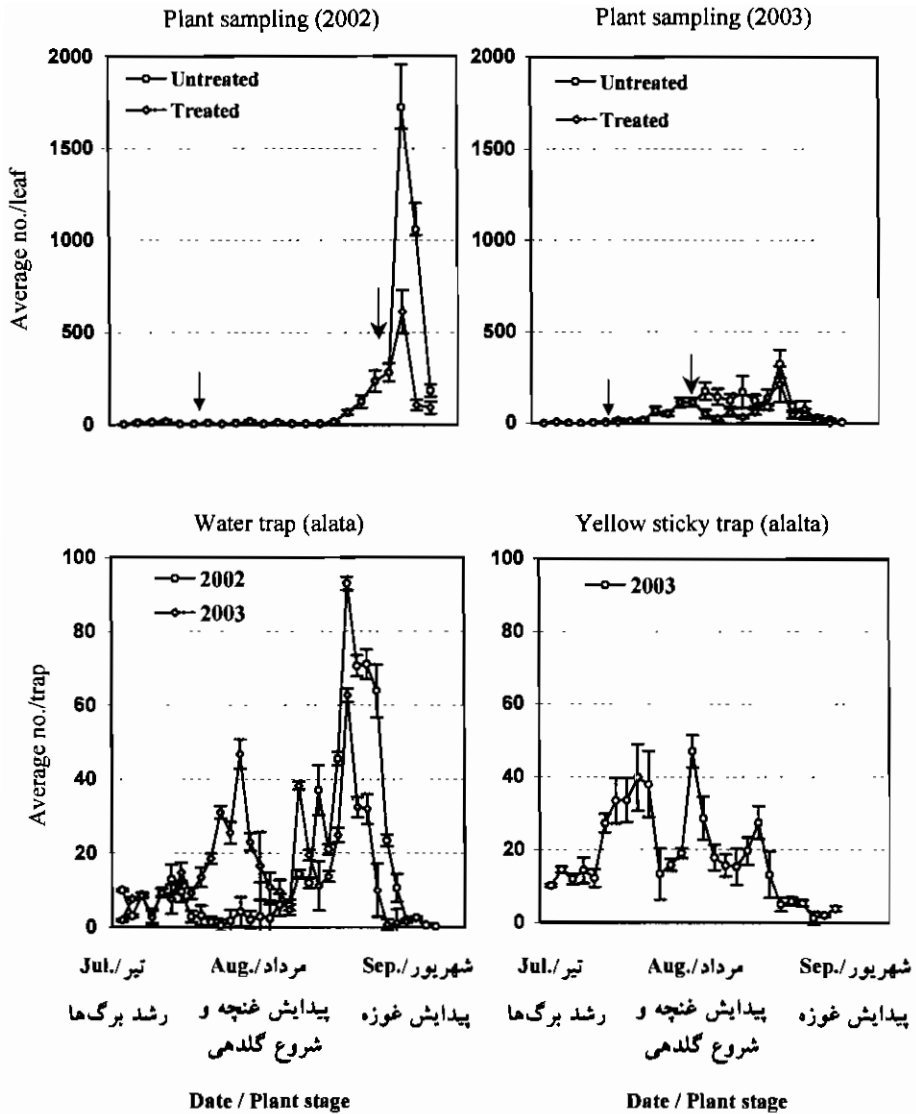 Plant sampling (2002)
Plant sampling (2003)
Average no./leaf
2000
1500
1000
500
0
Untreated
Treated
2000
1500
1000
500
0
Untreated
Treated
Water trap (alata)
Yellow sticky trap (alalta)
Average no./trap
100
80
60
40
20
0
2002
2003
100
80
60
40
20
0
2003
Jul./تیر Aug./مرداد Sep./شهریور
رشد برگ‌ها پیدایش غنچه و پیدایش غوزه
شروع گلدهی
Date / Plant stage
Jul./تیر Aug./مرداد Sep./شهریور
رشد برگ‌ها پیدایش غنچه و پیدایش غوزه
شروع گلدهی
Date / Plant stage